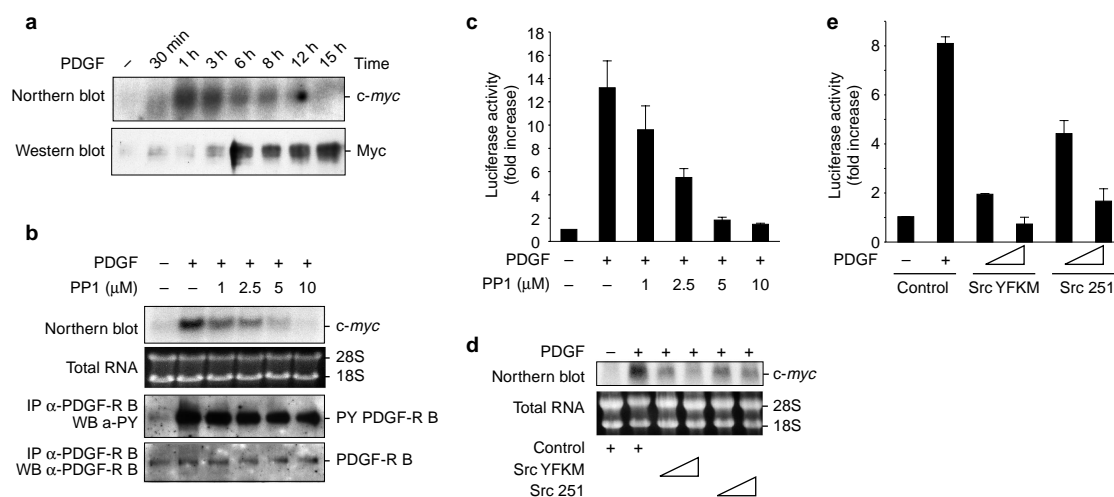 a
PDGF – 30 min 1 h 3 h 6 h 8 h 12 h 15 h Time
Northern blot c-myc
Western blot Myc
b
PDGF – + + + + +
PP1 (μM) – – 1 2.5 5 10
Northern blot c-myc
Total RNA 28S
18S
IP α-PDGF-R B
WB a-PY
PY PDGF-R B
IP α-PDGF-R B
WB α-PDGF-R B
PDGF-R B
c
Luciferase activity
(fold increase)
18
16
14
12
10
8
6
4
2
0
PDGF – + + + + +
PP1 (μM) – – 1 2.5 5 10
d
PDGF – + + + + +
Northern blot c-myc
Total RNA 28S
18S
Control + +
Src YFKM
Src 251
e
Luciferase activity
(fold increase)
8
6
4
2
0
PDGF – +
Control Src YFKM Src 251